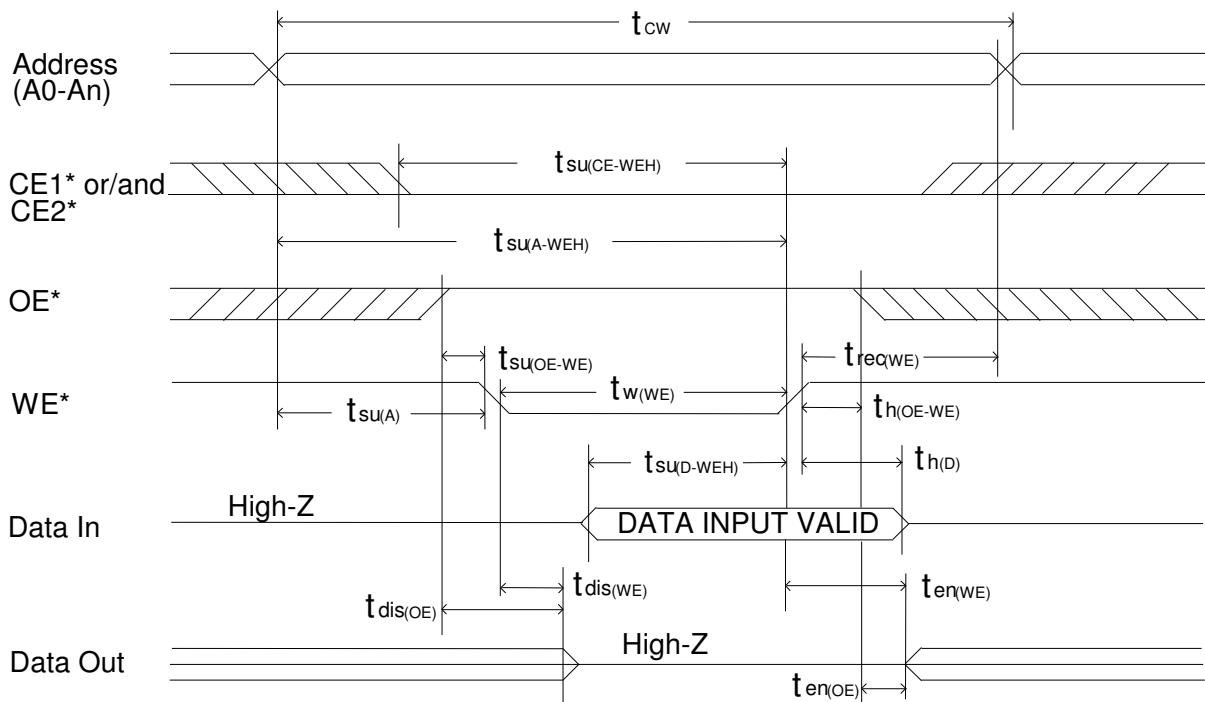 tCW
Address
(A0-An)
tsu(CE-WEH)
CE1* or/and
CE2*
tsu(A-WEH)
OE*
tsu(OE-WE)
trec(WE)
WE*
tw(WE)
tsu(A)
th(OE-WE)
tsu(D-WEH)
th(D)
High-Z
Data In
DATA INPUT VALID
tdis(WE)
ten(WE)
tdis(OE)
Data Out
High-Z
ten(OE)